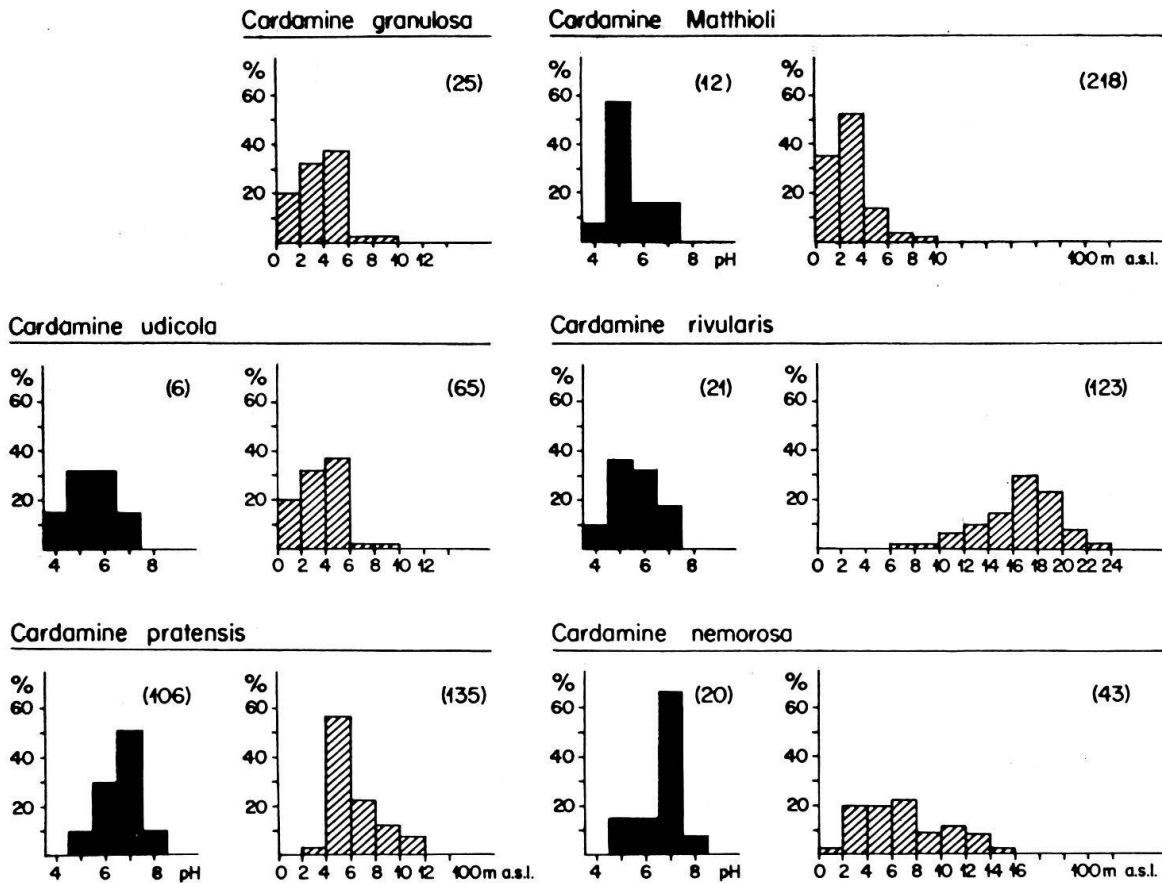 Cardamine granulosa
Cardamine Matthioli
% (25)
60
40
20
0 2 4 6 8 10 12
% (12)
60
40
20
4 6 pH 8
% (218)
60
40
20
0 2 4 6 8 10 100 m a.s.l.
Cardamine udicola
Cardamine rivularis
% (6)
60
40
20
4 6 8
% (65)
60
40
20
0 2 4 6 8 10 12
% (21)
60
40
20
4 6 8
% (123)
60
40
20
0 2 4 6 8 10 12 14 16 18 20 22 24
Cardamine pratensis
Cardamine nemorosa
% (106)
60
40
20
4 6 8 pH
% (135)
60
40
20
0 2 4 6 8 10 12 100 m a.s.l.
% (20)
60
40
20
4 6 8 pH
% (43)
60
40
20
0 2 4 6 8 10 12 14 16 100 m a.s.l.